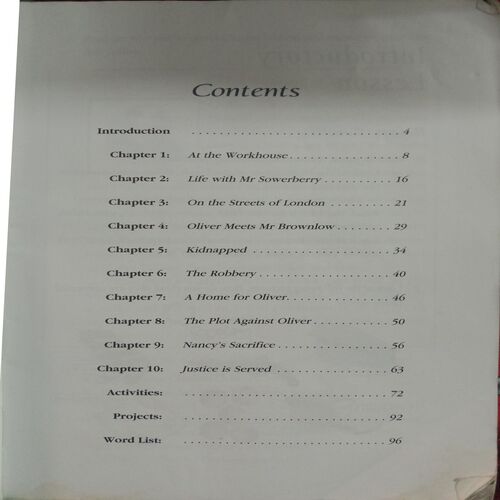 Contents
Introduction .............................. 4
Chapter 1: At the Workhouse ................ 8
Chapter 2: Life with Mr Sowerberry .......... 16
Chapter 3: On the Streets of London ......... 21
Chapter 4: Oliver Meets Mr Brownlow ........ 29
Chapter 5: Kidnapped .................... 34
Chapter 6: The Robbery ................... 40
Chapter 7: A Home for Oliver............... 46
Chapter 8: The Plot Against Oliver ........... 50
Chapter 9: Nancy's Sacrifice ................ 56
Chapter 10: Justice is Served ................ 63
Activities: .............................. 72
Projects: .............................. 92
Word List: .............................. 96